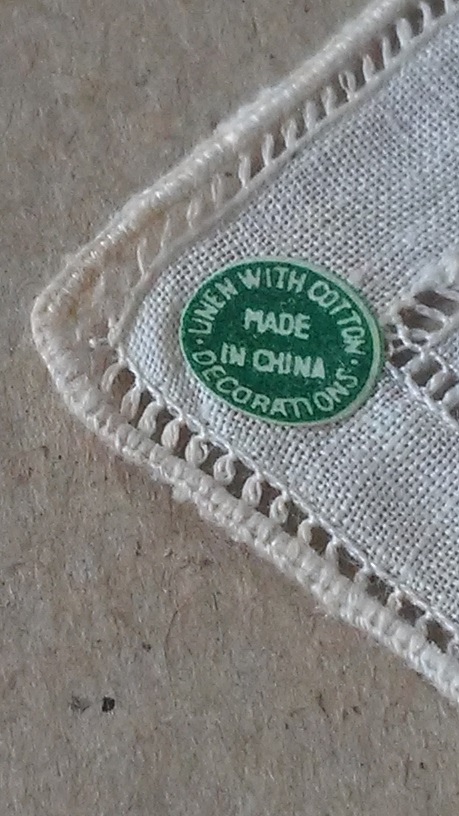 ·LINEN WITH COTTON·
MADE
IN CHINA
DECORATIONS